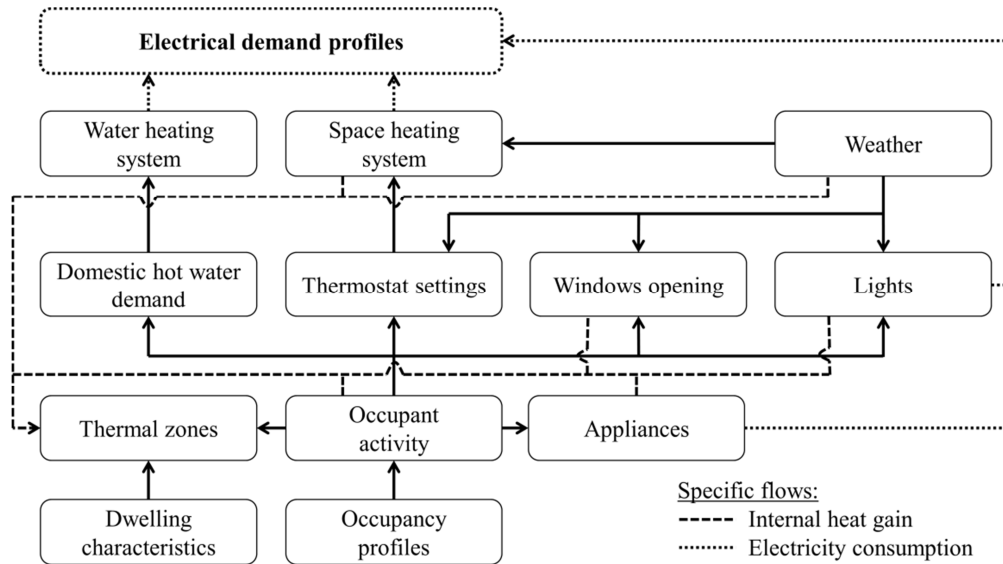 Electrical demand profiles
Water heating
system
Space heating
system
Weather
Domestic hot water
demand
Thermostat settings
Windows opening
Lights
Thermal zones
Occupant
activity
Appliances
Dwelling
characteristics
Occupancy
profiles
Specific flows:
Internal heat gain
Electricity consumption